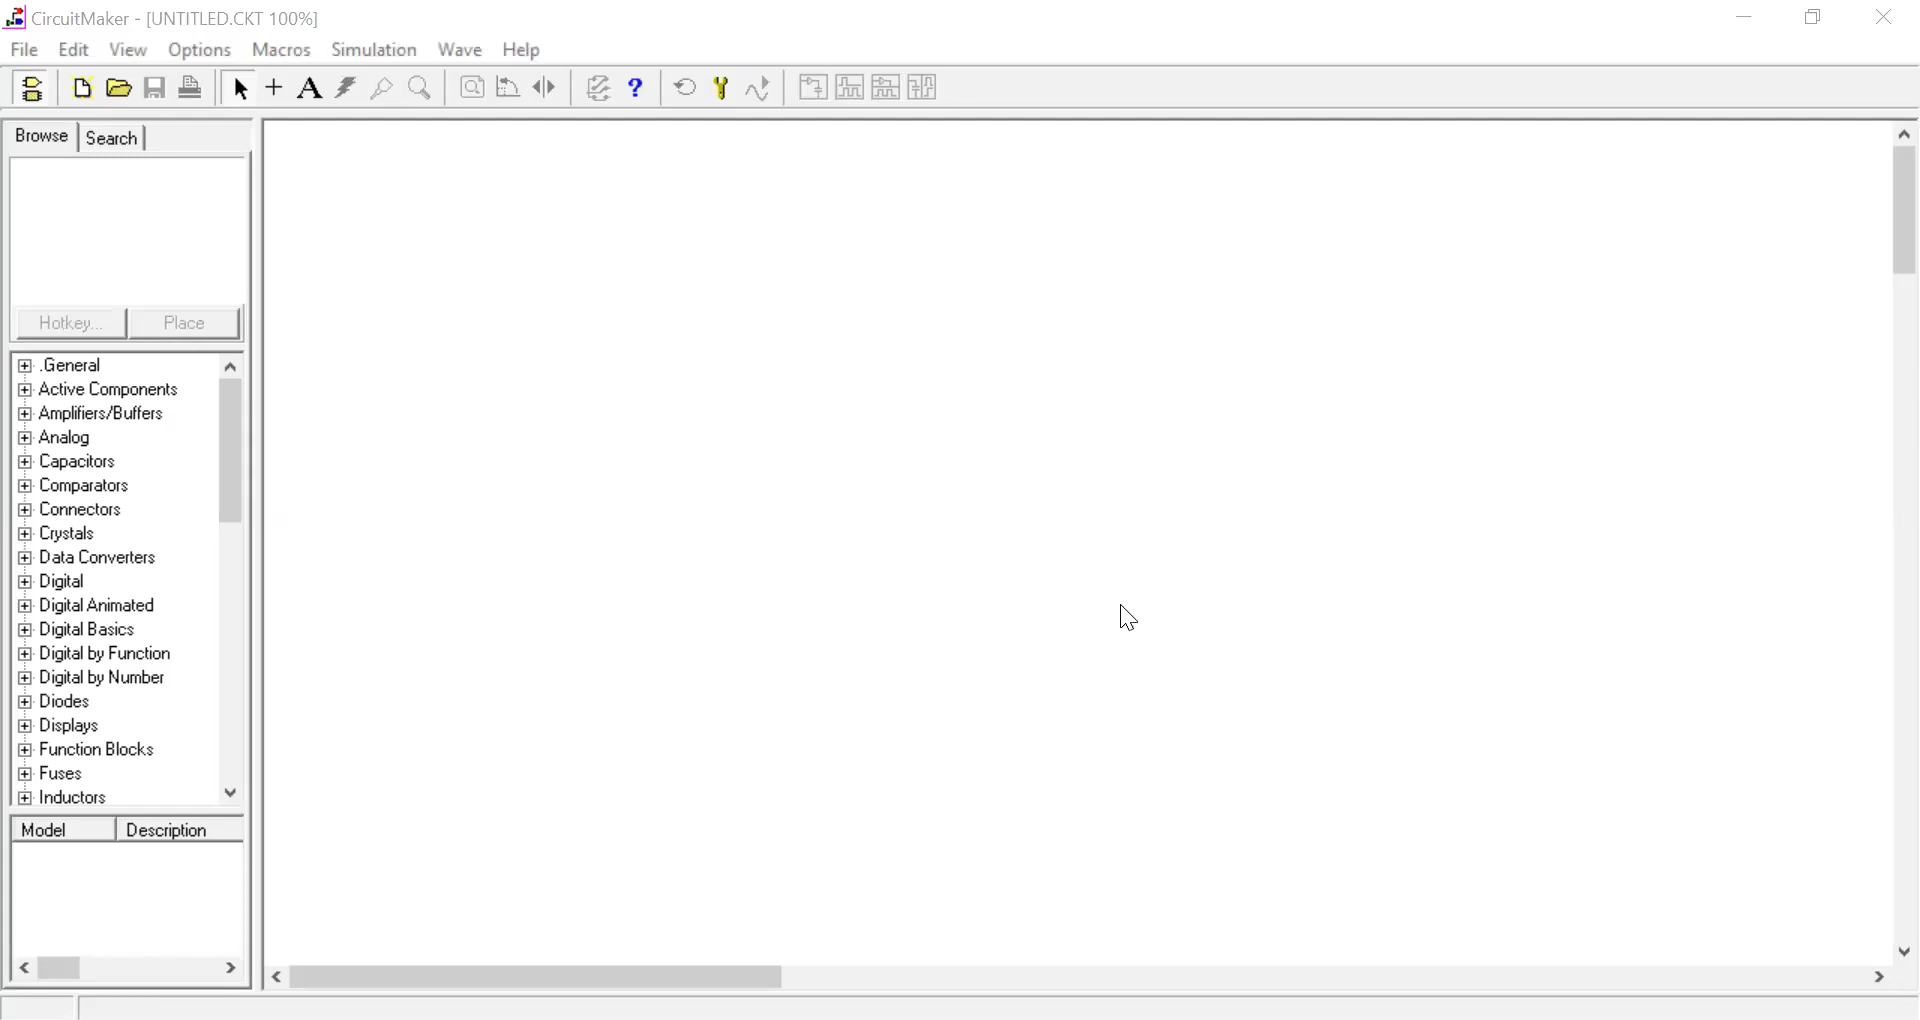 CircuitMaker - [UNTITLED.CKT 100%]
File Edit View Options Macros Simulation Wave Help
Browse Search
Hotkey... Place
.General
Active Components
Amplifiers/Buffers
Analog
Capacitors
Comparators
Connectors
Crystals
Data Converters
Digital
Digital Animated
Digital Basics
Digital by Function
Digital by Number
Diodes
Displays
Function Blocks
Fuses
Inductors
Model Description